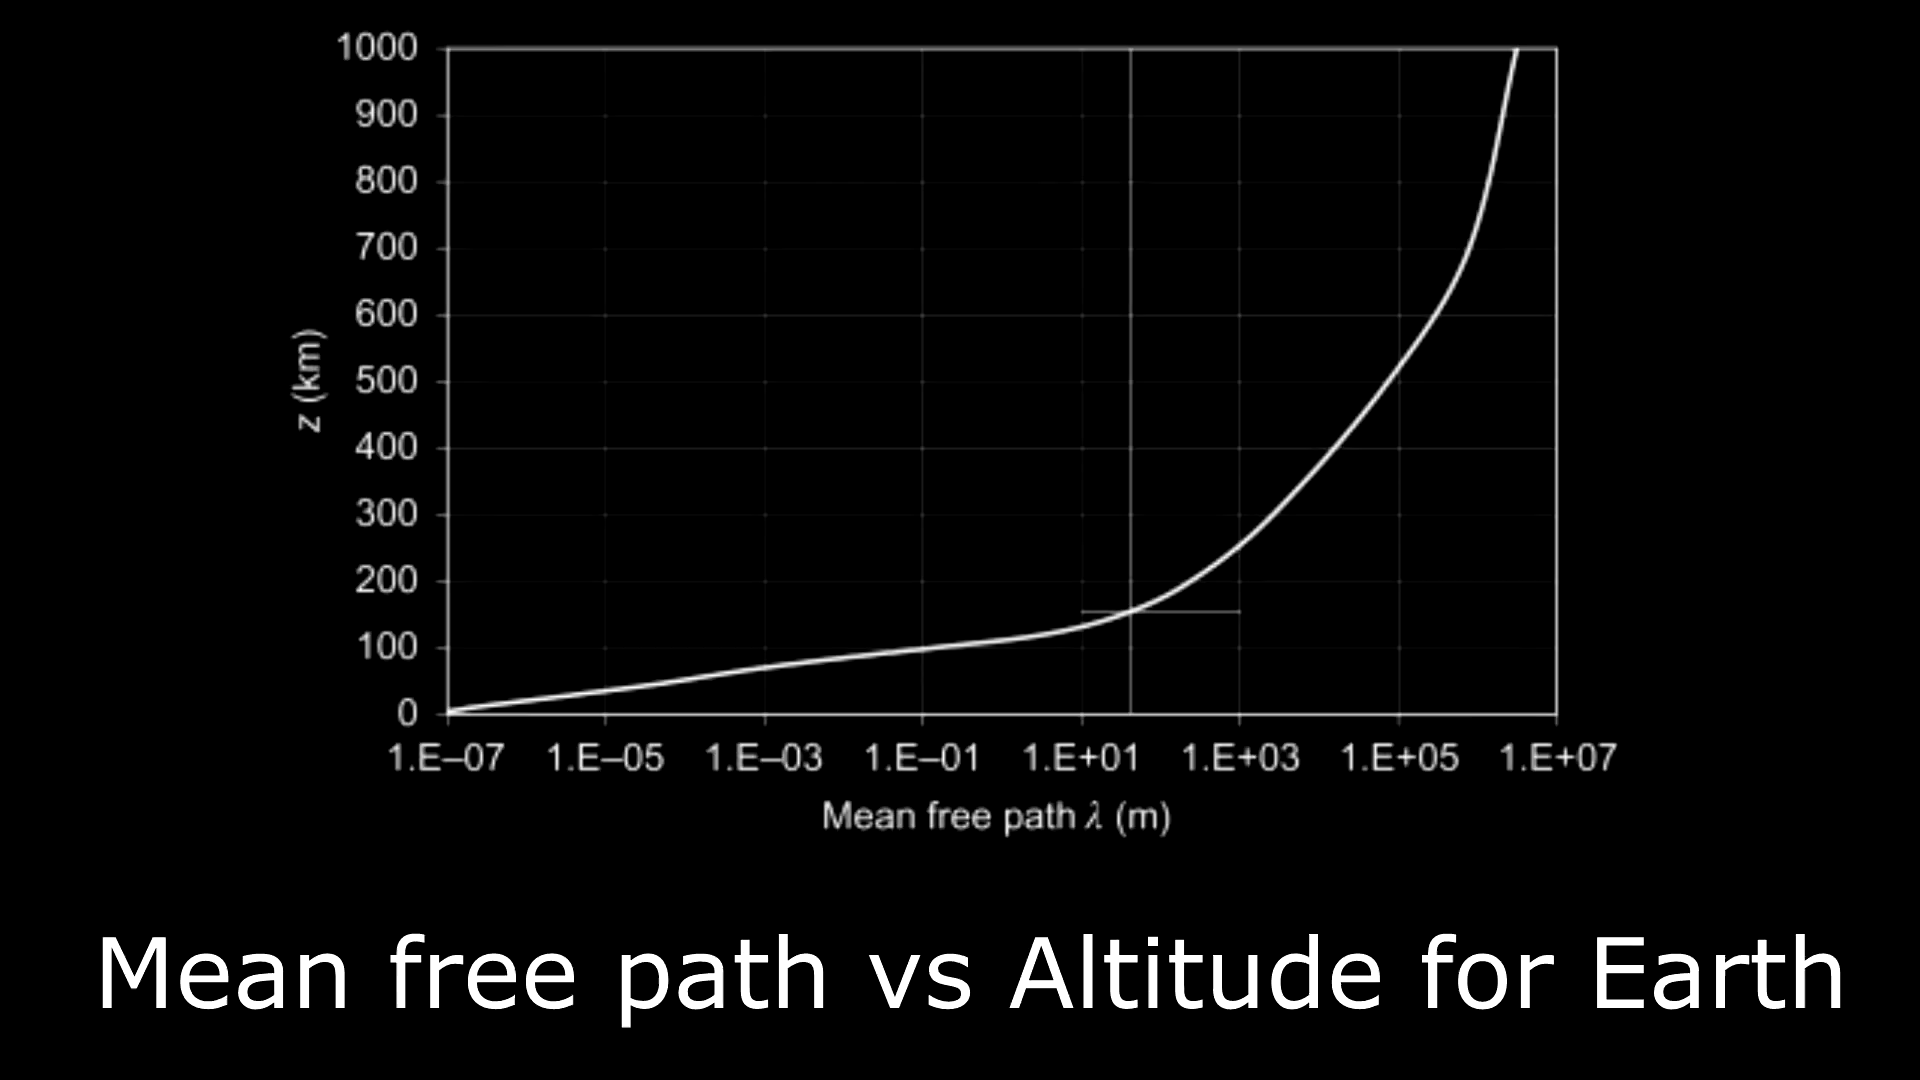 1000
900
800
700
600
500
400
300
200
100
0
z (km)
1.E–07 1.E–05 1.E–03 1.E–01 1.E+01 1.E+03 1.E+05 1.E+07
Mean free path λ (m)
Mean free path vs Altitude for Earth